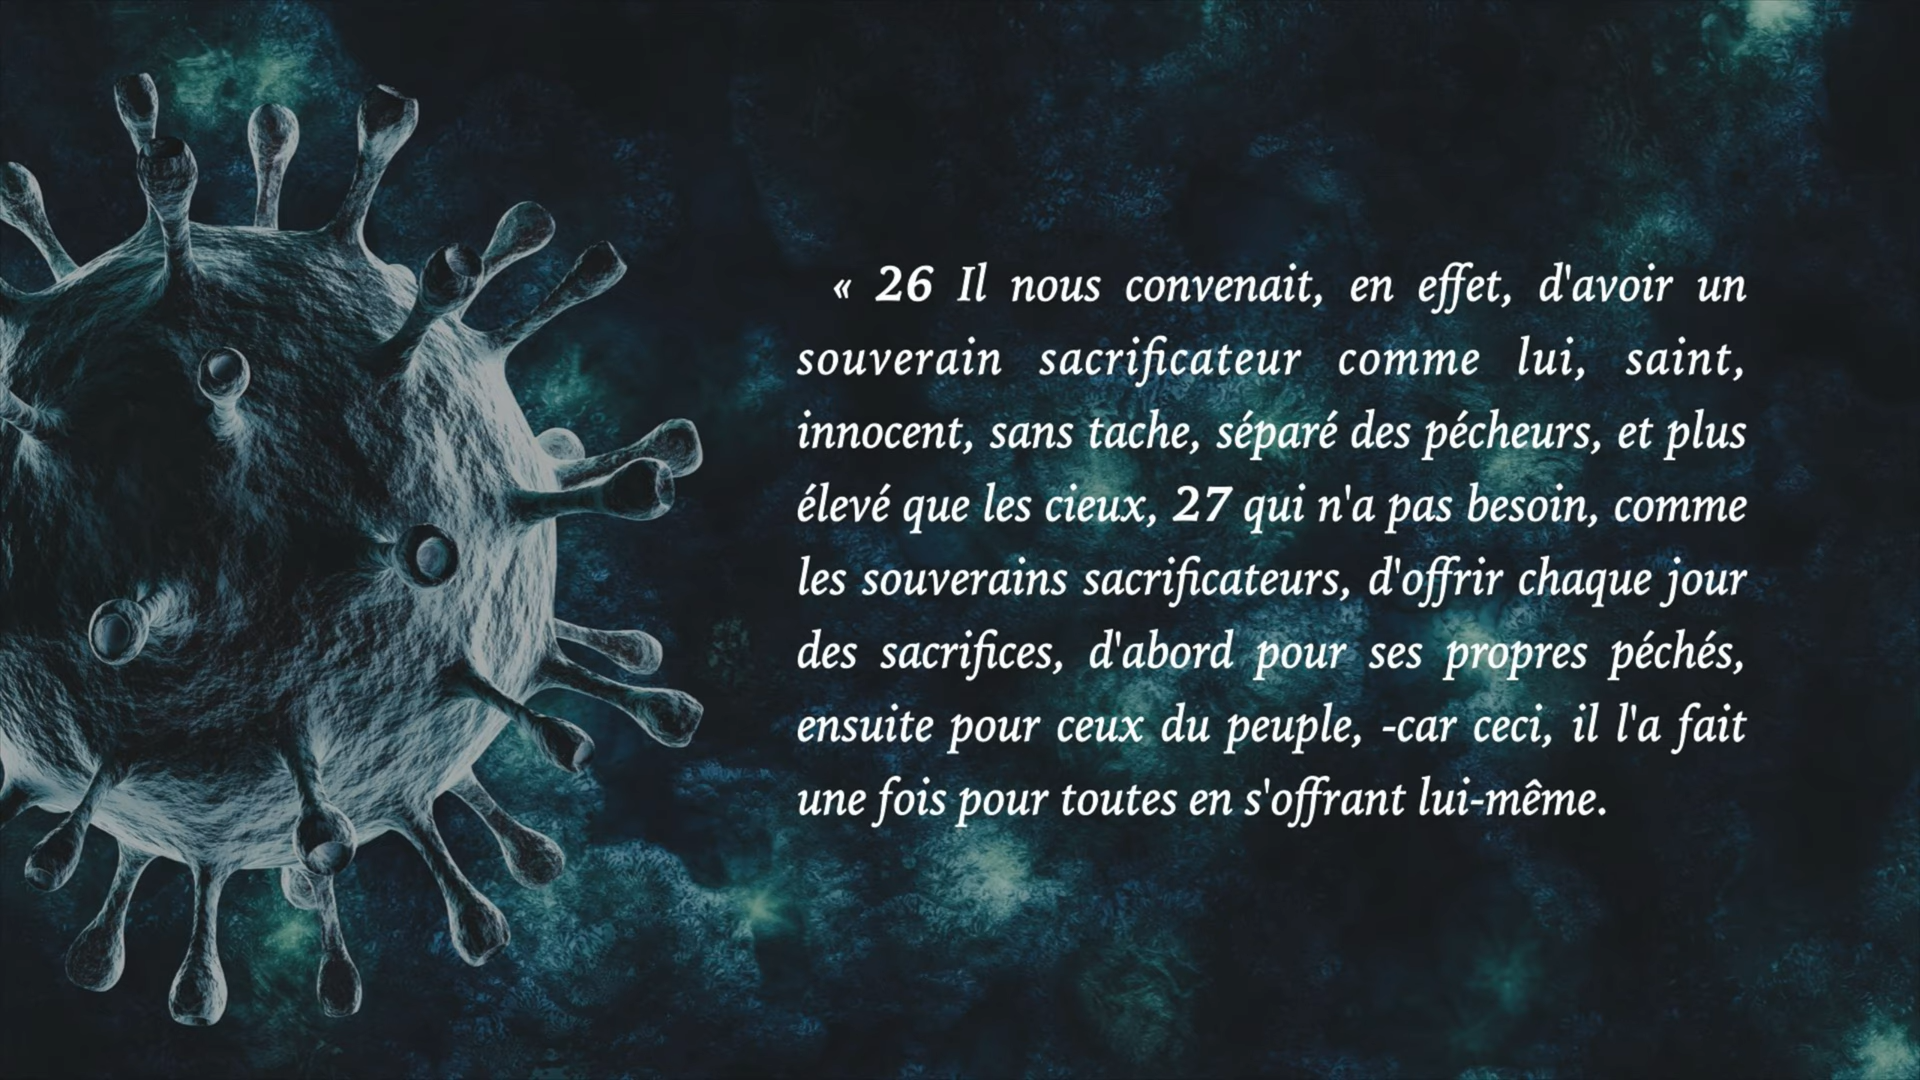 « 26 Il nous convenait, en effet, d'avoir un
souverain sacrificateur comme lui, saint,
innocent, sans tache, séparé des pécheurs, et plus
élevé que les cieux, 27 qui n'a pas besoin, comme
les souverains sacrificateurs, d'offrir chaque jour
des sacrifices, d'abord pour ses propres péchés,
ensuite pour ceux du peuple, -car ceci, il l'a fait
une fois pour toutes en s'offrant lui-même.